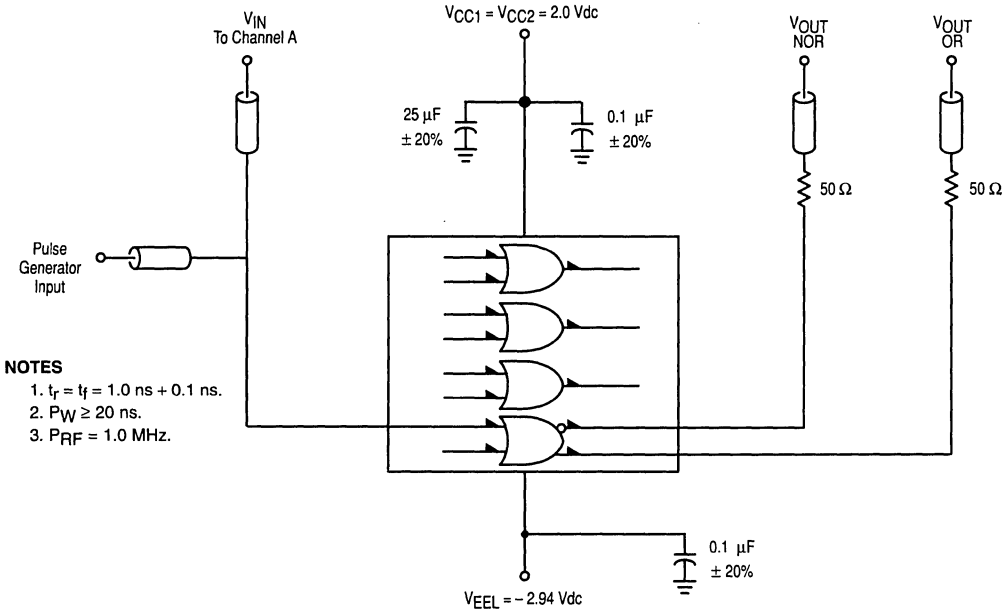 VIN
To Channel A
VCC1 = VCC2 = 2.0 Vdc
VOUT
NOR
VOUT
OR
25 µF
± 20%
0.1 µF
± 20%
50 Ω
50 Ω
Pulse
Generator
Input
NOTES
1. tr = tf = 1.0 ns + 0.1 ns.
2. PW ≥ 20 ns.
3. PRF = 1.0 MHz.
0.1 µF
± 20%
VEEL = – 2.94 Vdc